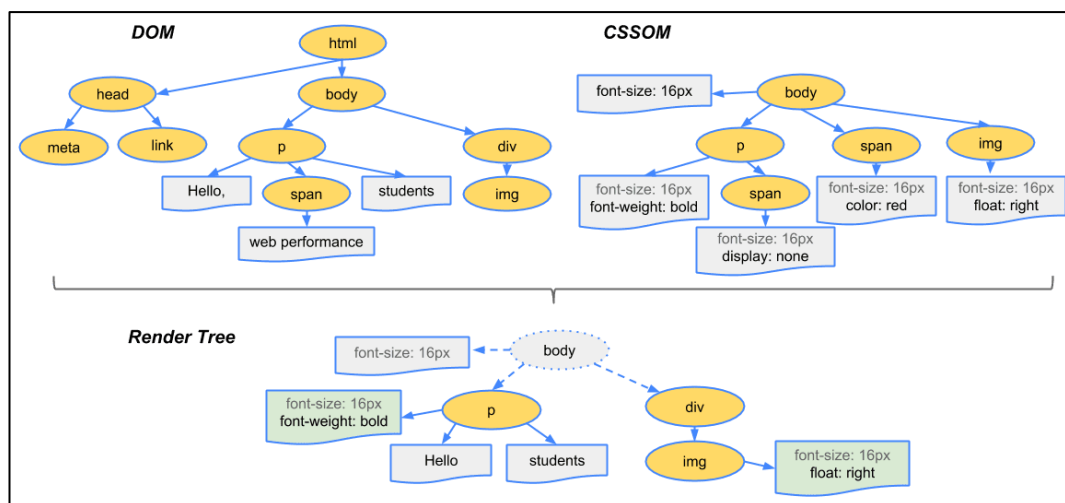 DOM
html
head
body
meta
link
p
div
Hello,
span
students
img
web performance
CSSOM
font-size: 16px
body
p
span
img
font-size: 16px
font-weight: bold
span
font-size: 16px
color: red
font-size: 16px
float: right
font-size: 16px
display: none
Render Tree
font-size: 16px
body
font-size: 16px
font-weight: bold
p
div
Hello
students
img
font-size: 16px
float: right